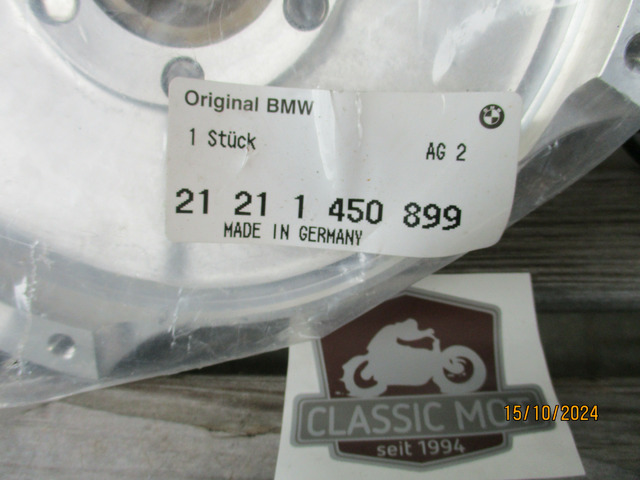 Original BMW
1 Stück
AG 2
21 21 1 450 899
MADE IN GERMANY
CLASSIC MOT
seit 1994
15/10/2024